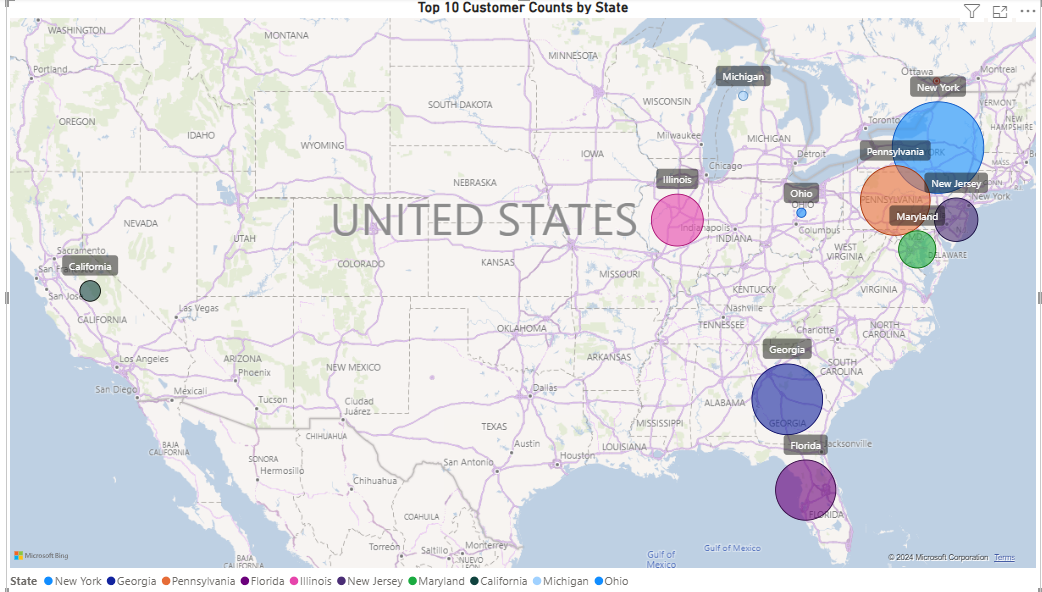 Top 10 Customer Counts by State
WASHINGTON
MONTANA
MINNESOTA
Ottawa
Montreal
Portland
Michigan
New York
SOUTH DAKOTA
WISCONSIN
VERMONT
OREGON
IDAHO
Toronto
NEW
HAMPSHIRE
Milwaukee
MICHIGAN
WYOMING
IOWA
Detroit
Pennsylvania
Chicago
MASS
NEBRASKA
Illinois
New Jersey
Ohio
OHIO
PENNSYLVANIA
New York
UNITED STATES
NEVADA
Maryland
Indianapolis
Columbus
UTAH
INDIANA
Sacramento
WEST
VIRGINIA
DELAWARE
California
COLORADO
KANSAS
MISSOURI
San Jose
KENTUCKY
VIRGINIA
Las Vegas
Nashville
CALIFORNIA
TENNESSEE
OKLAHOMA
Charlotte
NORTH
CAROLINA
Los Angeles
ARIZONA
Phoenix
NEW MEXICO
ARKANSAS
Georgia
SOUTH
CAROLINA
San Diego
Mexicali
Dallas
Tucson
Ciudad
Juárez
ALABAMA
MISSISSIPPI
GEORGIA
TEXAS
CHIHUAHUA
Austin
LOUISIANA
Florida
Jacksonville
BAJA
CALIFORNIA
SONORA
Hermosillo
San Antonio
Houston
Chihuahua
FLORIDA
COAHUILA
Torreón
Saltillo
Monterrey
Gulf of
Mexico
Gulf of Mexico
BAJA
CALIFORNIA
NUEVO
Microsoft Bing
© 2024 Microsoft Corporation Terms
State New York Georgia Pennsylvania Florida Illinois New Jersey Maryland California Michigan Ohio